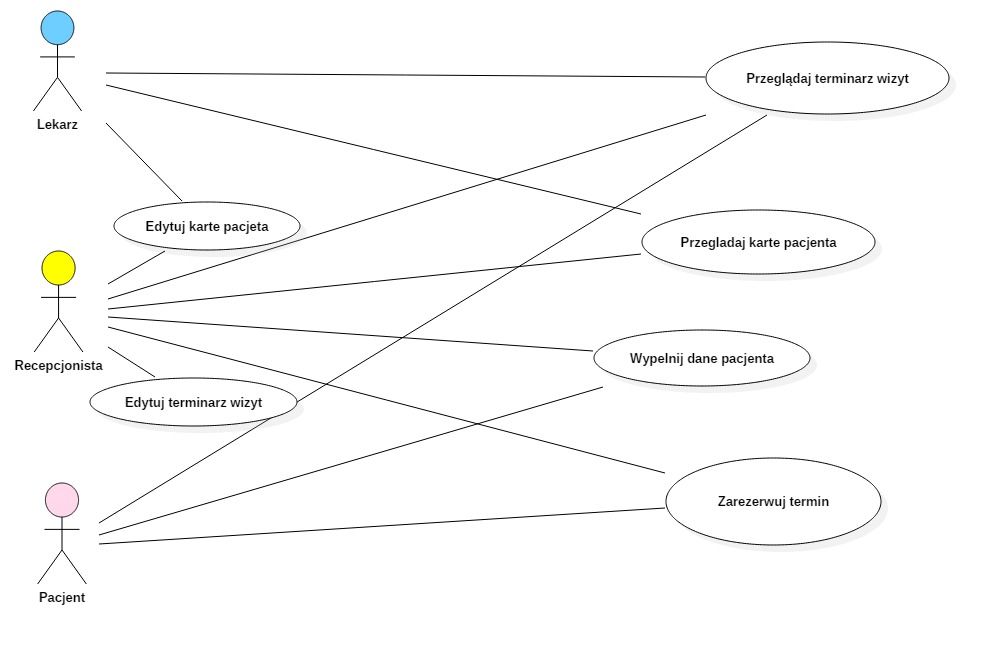 Przeglądaj terminarz wizyt
Lekarz
Edytuj karte pacjeta
Przegladaj karte pacjenta
Recepcjonista
Wypelnij dane pacjenta
Edytuj terminarz wizyt
Zarezerwuj termin
Pacjent